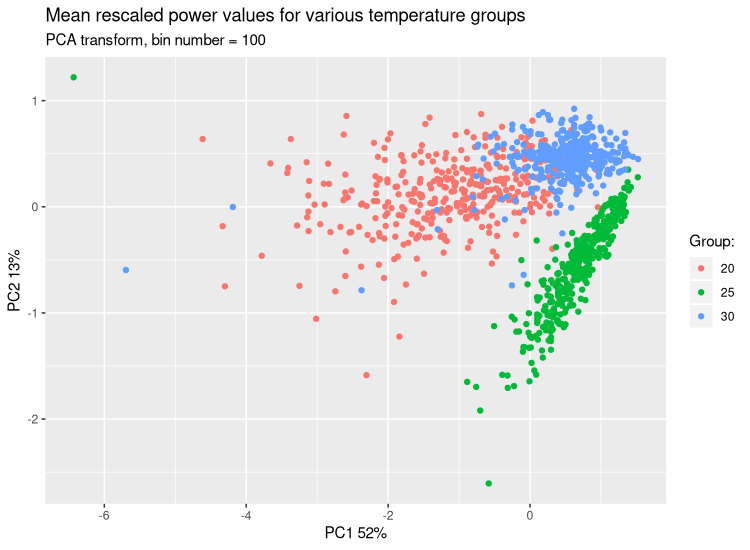 Mean rescaled power values for various temperature groups
PCA transform, bin number = 100
1
0
-1
-2
PC2 13%
-6
-4
-2
0
PC1 52%
Group:
20
25
30